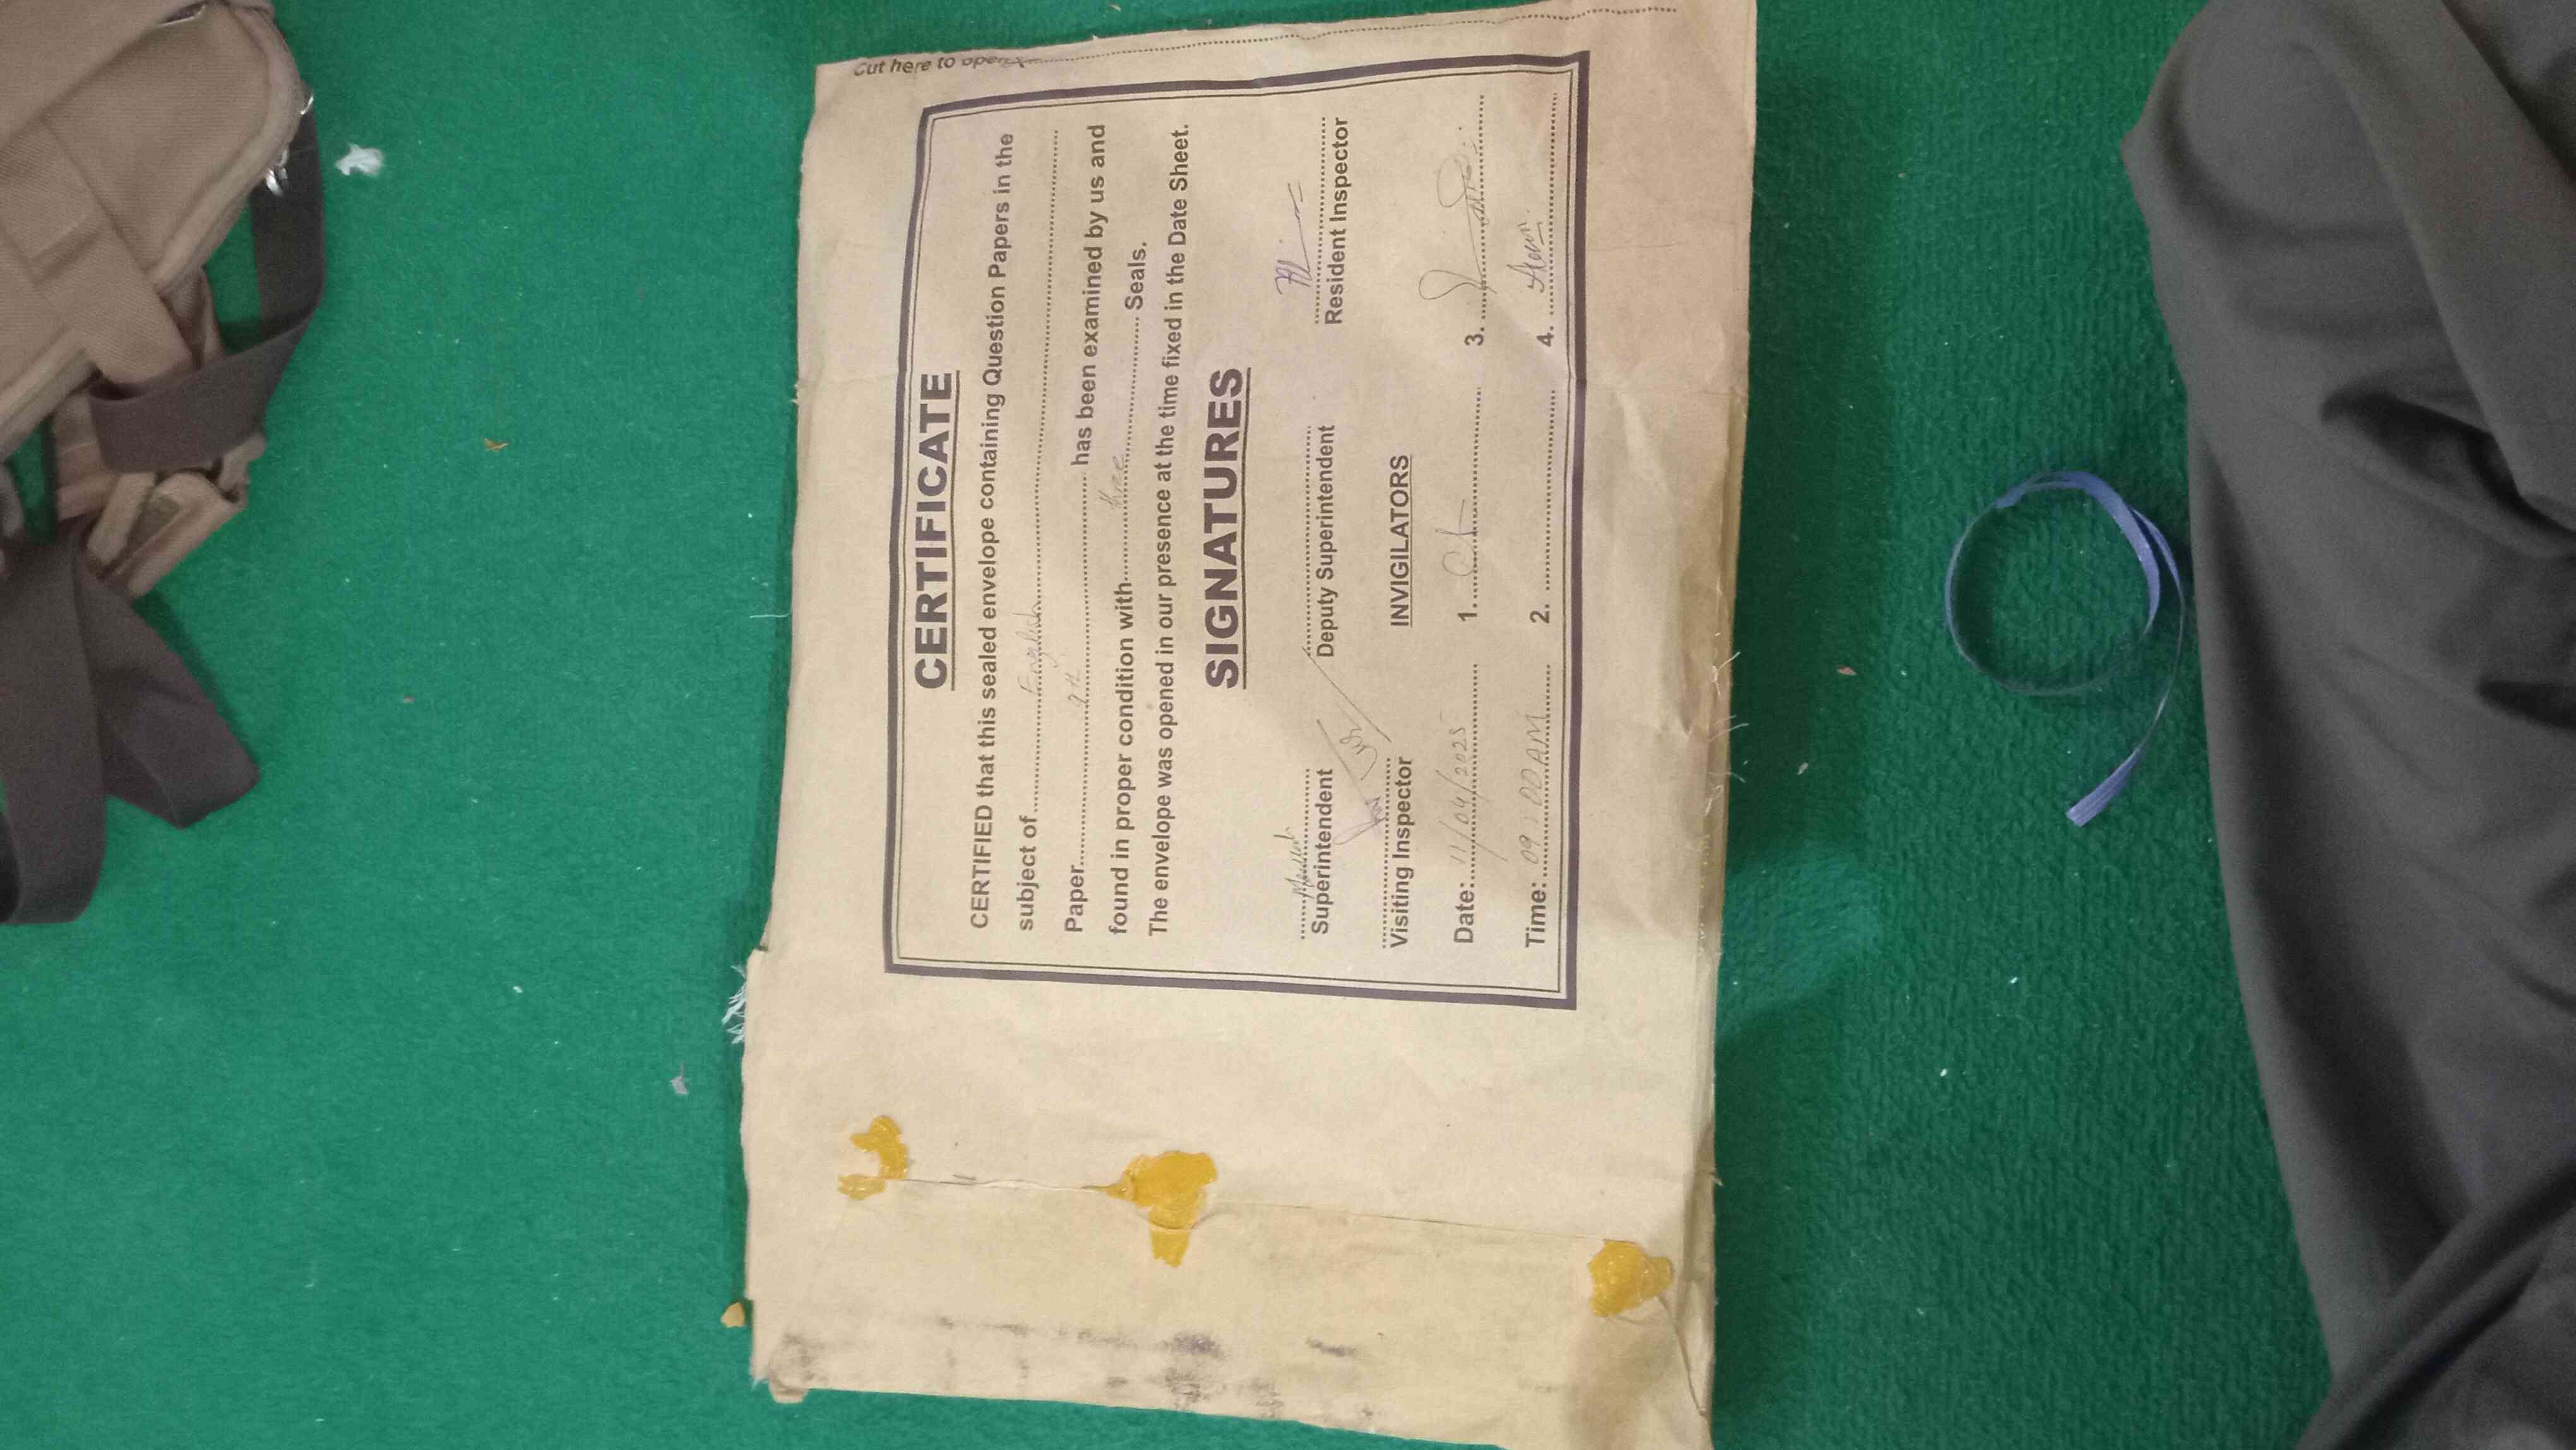 Cut here to open
CERTIFICATE
CERTIFIED that this sealed envelope containing Question Papers in the
subject of......English......
Paper......9th...... has been examined by us and
found in proper condition with......three...... Seals.
The envelope was opened in our presence at the time fixed in the Date Sheet.
SIGNATURES
Superintendent Deputy Superintendent Resident Inspector
Visiting Inspector INVIGILATORS
Date: 11/04/2025 1. 3.
Time: 09:00 AM 2. 4.